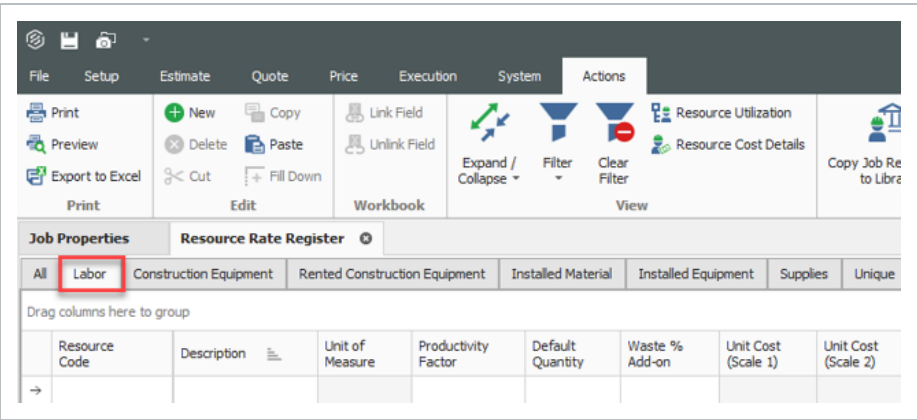 File Setup Estimate Quote Price Execution System Actions
Print New Copy Link Field Resource Utilization
Preview Delete Paste Unlink Field Resource Cost Details
Expand / Collapse Filter Clear Filter
Copy Job Re
to Libra
Export to Excel Cut Fill Down
Print Edit Workbook View
Job Properties Resource Rate Register
All Labor Construction Equipment Rented Construction Equipment Installed Material Installed Equipment Supplies Unique
Drag columns here to group
Resource Code Description Unit of Measure Productivity Factor Default Quantity Waste % Add-on Unit Cost (Scale 1) Unit Cost (Scale 2)